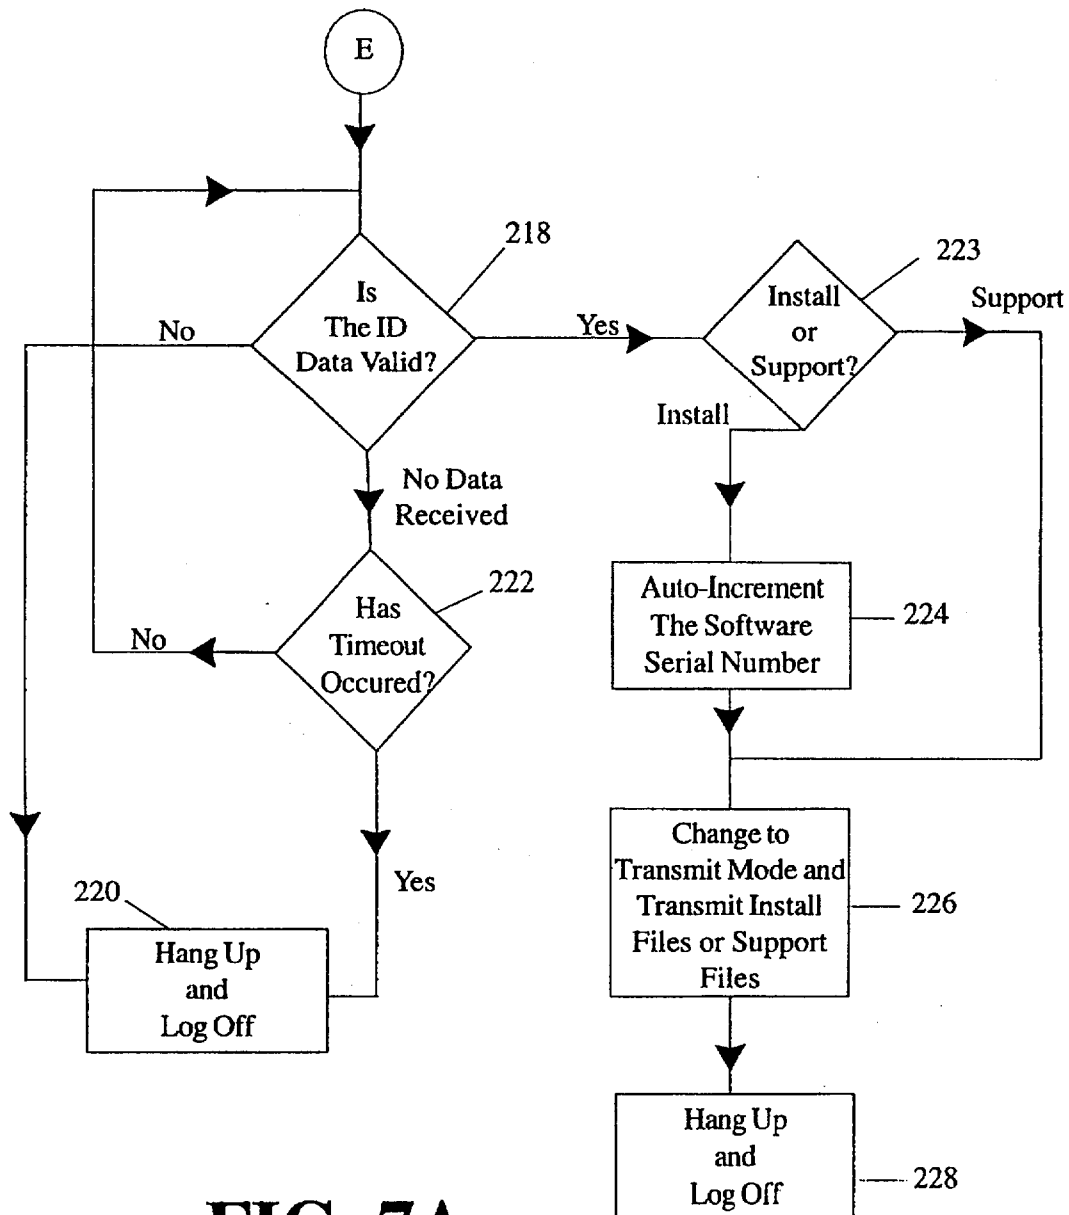 E
218
Is
The ID
Data Valid?
No
Yes
223
Install
or
Support?
Support
Install
No Data
Received
222
Has
Timeout
Occured?
No
Yes
Auto-Increment
The Software
Serial Number
224
Change to
Transmit Mode and
Transmit Install
Files or Support
Files
226
220
Hang Up
and
Log Off
Hang Up
and
Log Off
228
FIG. 7A